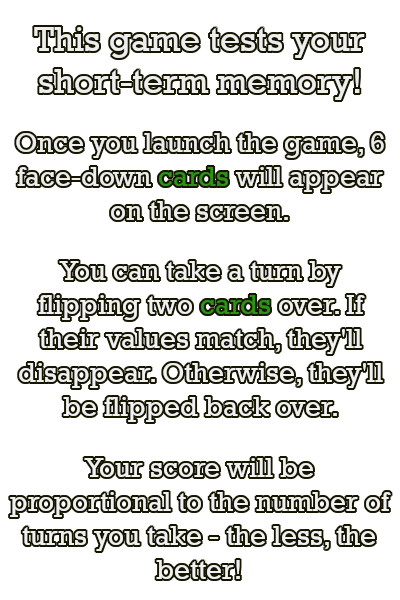 This game tests your
short-term memory!
Once you launch the game, 6
face-down cards will appear
on the screen.
You can take a turn by
flipping two cards over. If
their values match, they'll
disappear. Otherwise, they'll
be flipped back over.
Your score will be
proportional to the number of
turns you take - the less, the
better!